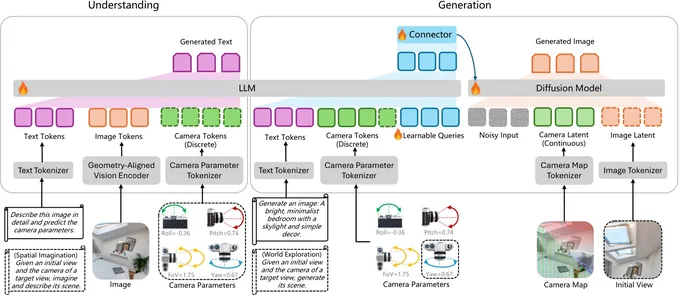 Understanding
Generation
Generated Text
Connector
Generated Image
LLM
Diffusion Model
Text Tokens
Image Tokens
Camera Tokens
(Discrete)
Text Tokens
Camera Tokens
(Discrete)
Learnable Queries
Noisy Input
Camera Latent
(Continuous)
Image Latent
Text Tokenizer
Geometry-Aligned
Vision Encoder
Camera Parameter
Tokenizer
Text Tokenizer
Camera Parameter
Tokenizer
Camera Map
Tokenizer
Image Tokenizer
Describe this image in
detail and predict the
camera parameters.
(Spatial Imagination)
Given an initial view
and the camera of a
target view, imagine
and describe its scene.
Image
Roll=-0.36
Pitch=0.74
FoV=1.75
Yaw=0.67
Camera Parameters
Generate an image: A
bright, minimalist
bedroom with a
skylight and simple
decor.
(World Exploration)
Given an initial view
and the camera of a
target view, generate
its scene.
Roll=-0.36
Pitch=0.74
FoV=1.75
Yaw=0.67
Camera Parameters
Camera Map
Initial View